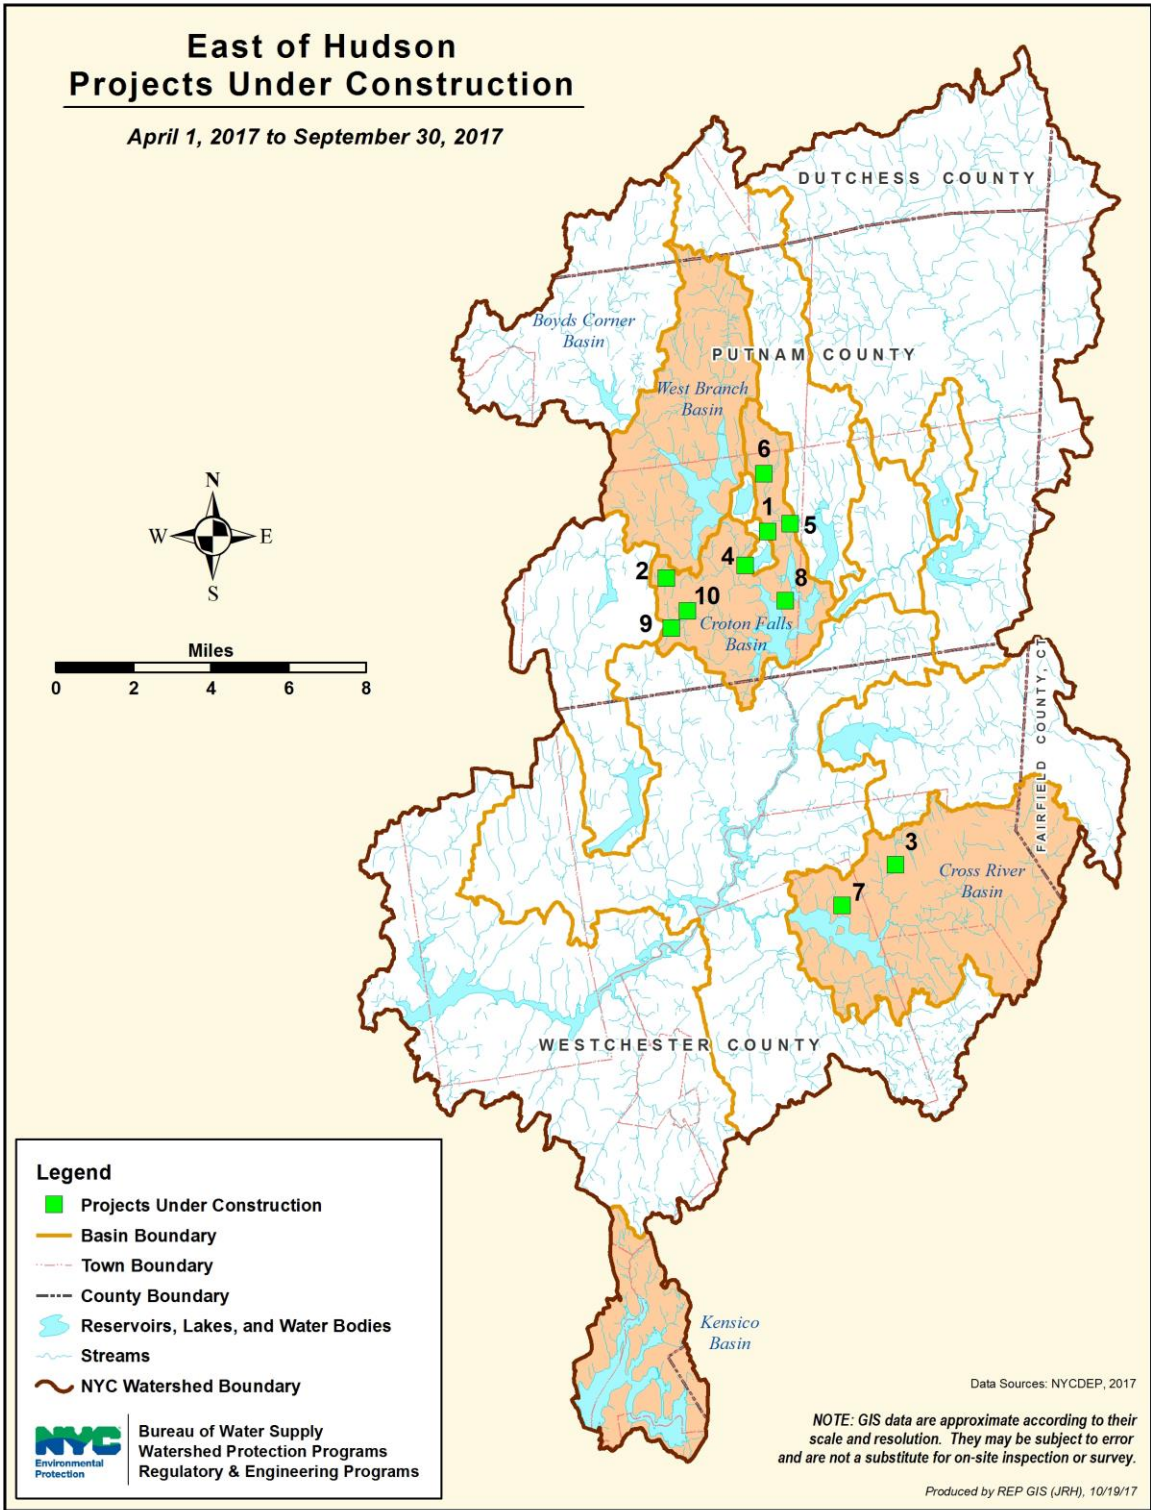 East of Hudson
Projects Under Construction
April 1, 2017 to September 30, 2017
DUTCHESS COUNTY
Boyds Corner
Basin
PUTNAM COUNTY
West Branch
Basin
6
1
5
4
2
8
10
9
Croton Falls
Basin
N
W
E
S
Miles
0 2 4 6 8
FAIRFIELD COUNTY, CT
3
Cross River
Basin
7
WESTCHESTER COUNTY
Kensico
Basin
Legend
Projects Under Construction
Basin Boundary
Town Boundary
County Boundary
Reservoirs, Lakes, and Water Bodies
Streams
NYC Watershed Boundary
NYC
Environmental
Protection
Bureau of Water Supply
Watershed Protection Programs
Regulatory & Engineering Programs
Data Sources: NYCDEP, 2017
NOTE: GIS data are approximate according to their
scale and resolution. They may be subject to error
and are not a substitute for on-site inspection or survey.
Produced by REP GIS (JRH), 10/19/17